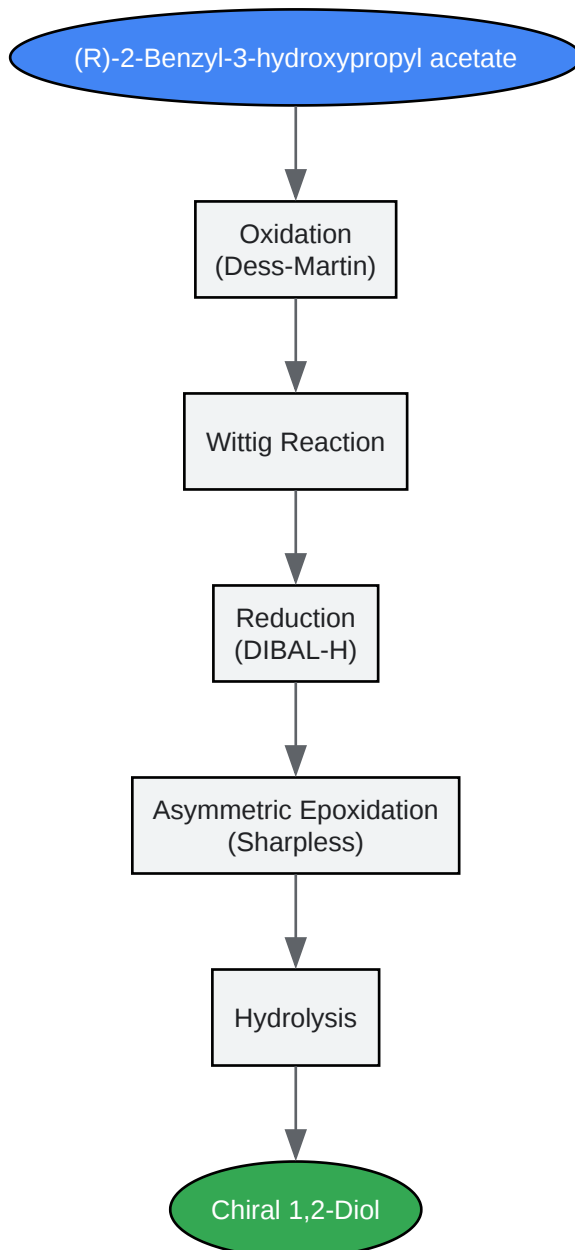 (R)-2-Benzyl-3-hydroxypropyl acetate
Oxidation
(Dess-Martin)
Wittig Reaction
Reduction
(DIBAL-H)
Asymmetric Epoxidation
(Sharpless)
Hydrolysis
Chiral 1,2-Diol